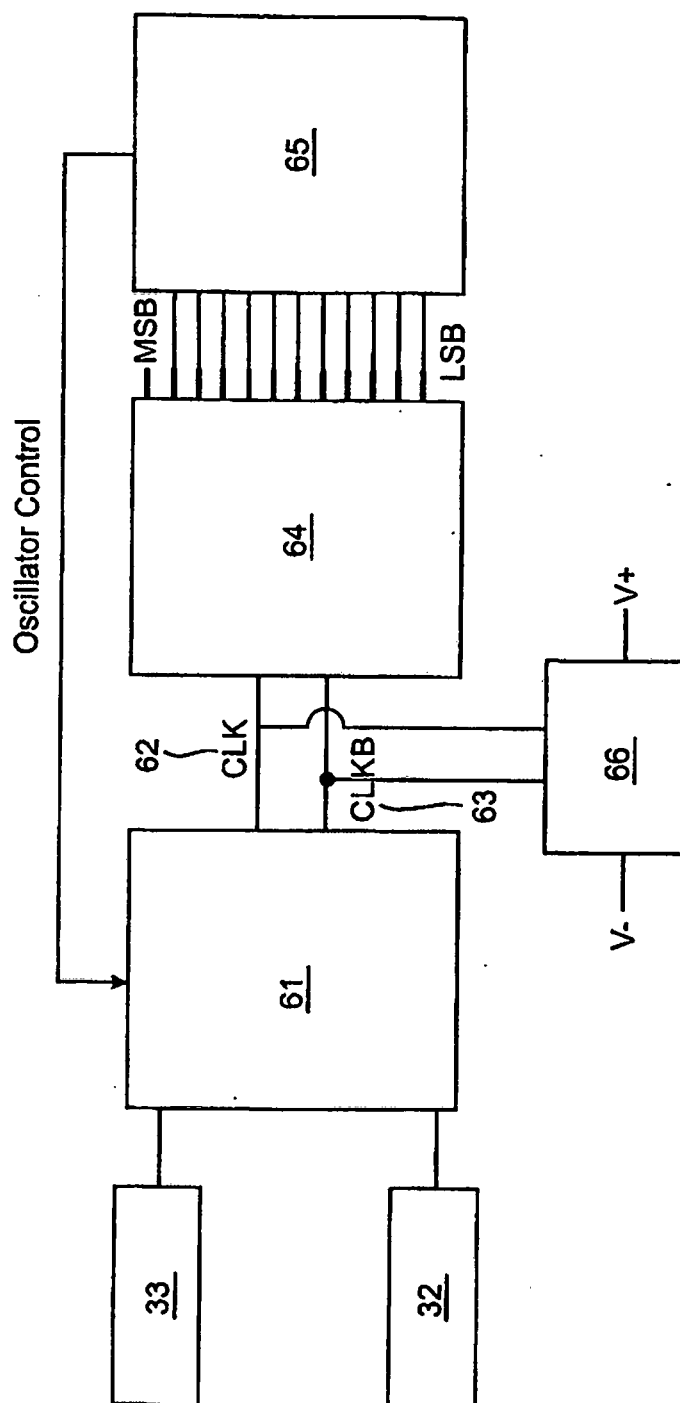 Oscillator Control
33
32
61
62
CLK
CLKB
63
64
MSB
LSB
65
V-
66
V+